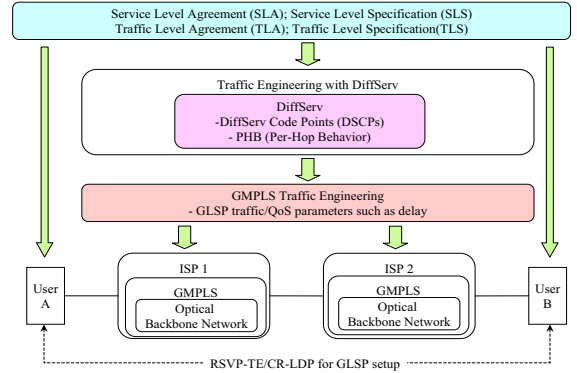 Service Level Agreement (SLA); Service Level Specification (SLS)
Traffic Level Agreement (TLA); Traffic Level Specification(TLS)
Traffic Engineering with DiffServ
DiffServ
-DiffServ Code Points (DSCPs)
- PHB (Per-Hop Behavior)
GMPLS Traffic Engineering
- GLSP traffic/QoS parameters such as delay
ISP 1
ISP 2
User
A
GMPLS
Optical
Backbone Network
GMPLS
Optical
Backbone Network
User
B
RSVP-TE/CR-LDP for GLSP setup